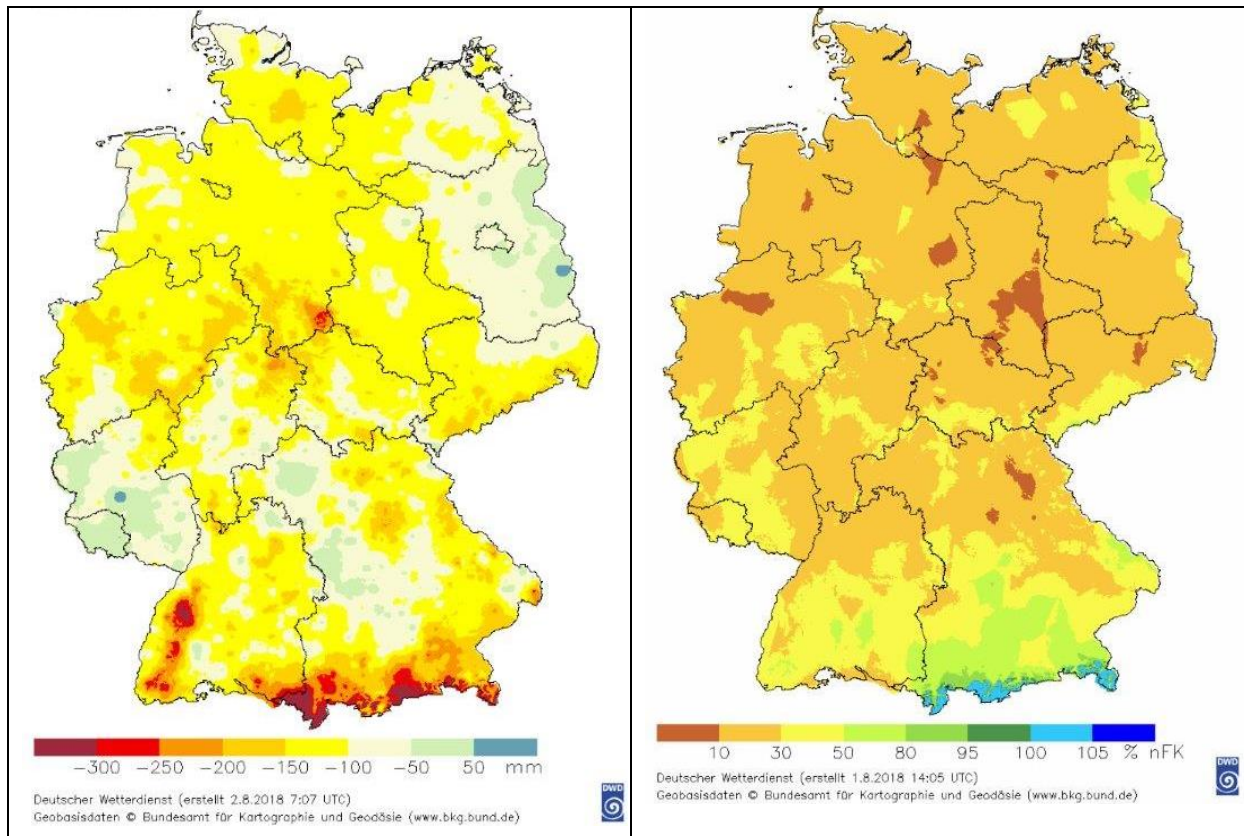 -300 -250 -200 -150 -100 -50 50 mm
Deutscher Wetterdienst (erstellt 2.8.2018 7:07 UTC)
Geobasisdaten © Bundesamt für Kartographie und Geodäsie (www.bkg.bund.de)
DWD
10 30 50 80 95 100 105 % nFK
Deutscher Wetterdienst (erstellt 1.8.2018 14:05 UTC)
Geobasisdaten © Bundesamt für Kartographie und Geodäsie (www.bkg.bund.de)
DWD